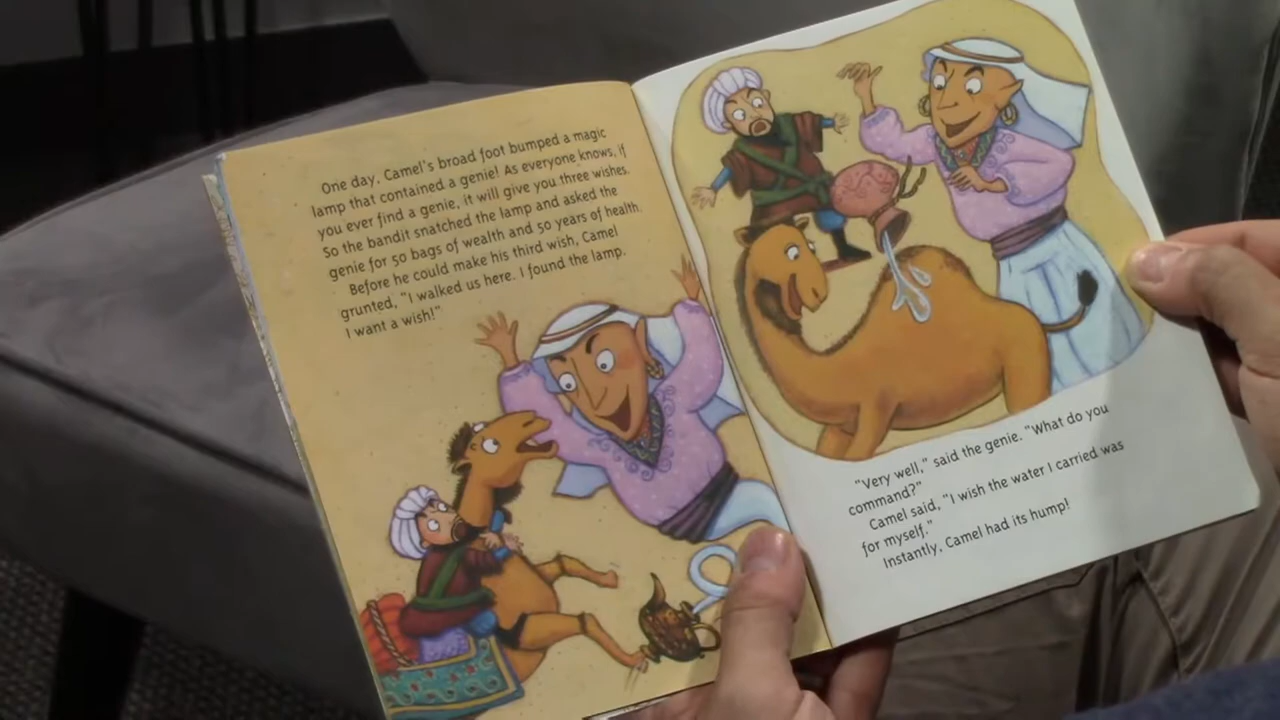 One day, Camel's broad foot bumped a magic
lamp that contained a genie! As everyone knows, if
you ever find a genie, it will give you three wishes.
So the bandit snatched the lamp and asked the
genie for 50 bags of wealth and 50 years of health.
Before he could make his third wish, Camel
grunted, "I walked us here. I found the lamp.
I want a wish!"
"Very well," said the genie. "What do you
command?"
Camel said, "I wish the water I carried was
for myself."
Instantly, Camel had its hump!